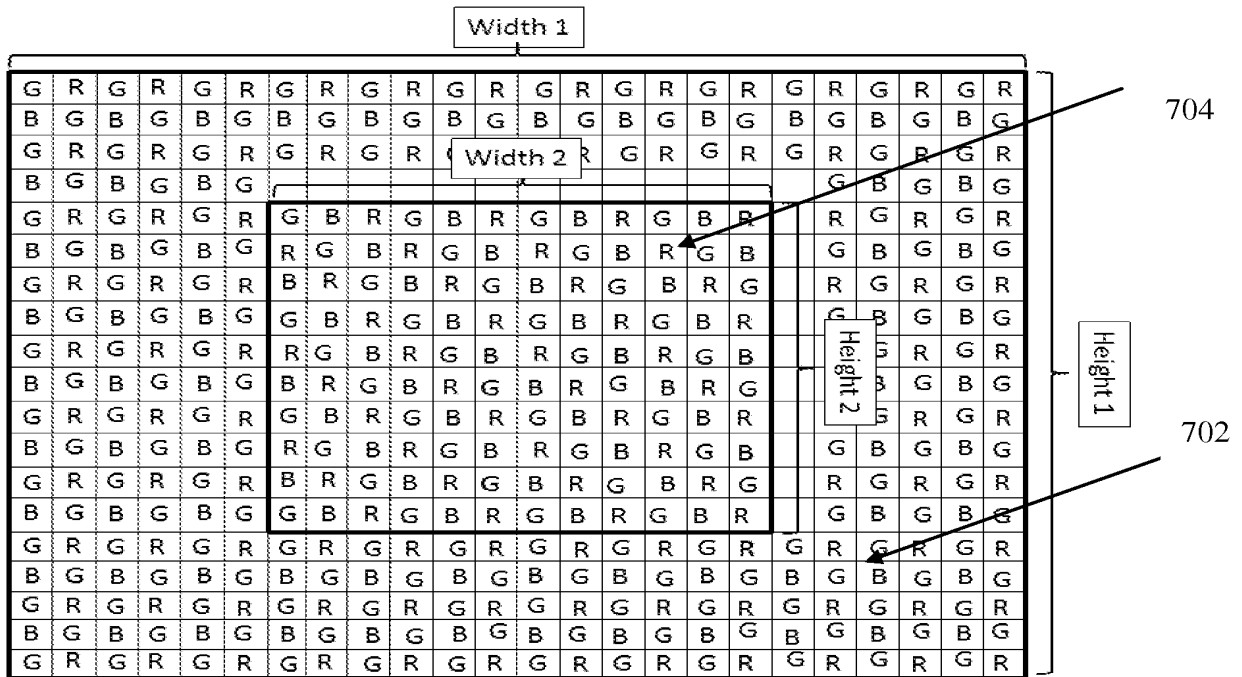 Width 1
G R G R G R G R G R G R G R G R G R G R G R G R
704
B G B G B G B G B G B G B G B G B G B G B G B G
G R G R G R G R G R Width 2 R G R G R G R G R G R
B G B G B G G B G B G
G R G R G R G B R G B R G B R G B R R G R G R
B G B G B G R G B R G B R G B R G B G B G B G
G R G R G R B R G B R G B R G B R G R G R G R
B G B G B G G B R G B R G B R G B R G B G B G
G R G R G R R G B R G B R G B R G B G R G R
Height 2
Height 1
B G B G B G B R G B R G B R G B R G B G B G
G R G R G R G B R G B R G B R G B R G R G R
702
B G B G B G R G B R G B R G B R G B G B G B G
G R G R G R B R G B R G B R G B R G R G R G R
B G B G B G G B R G B R G B R G B R G B G B G
G R G R G R G R G R G R G R G R G R G R G R G R
B G B G B G B G B G B G B G B G B G B G B G B G
G R G R G R G R G R G R G R G R G R G R G R G R
B G B G B G B G B G B G B G B G B G B G B G B G
G R G R G R G R G R G R G R G R G R G R G R G R